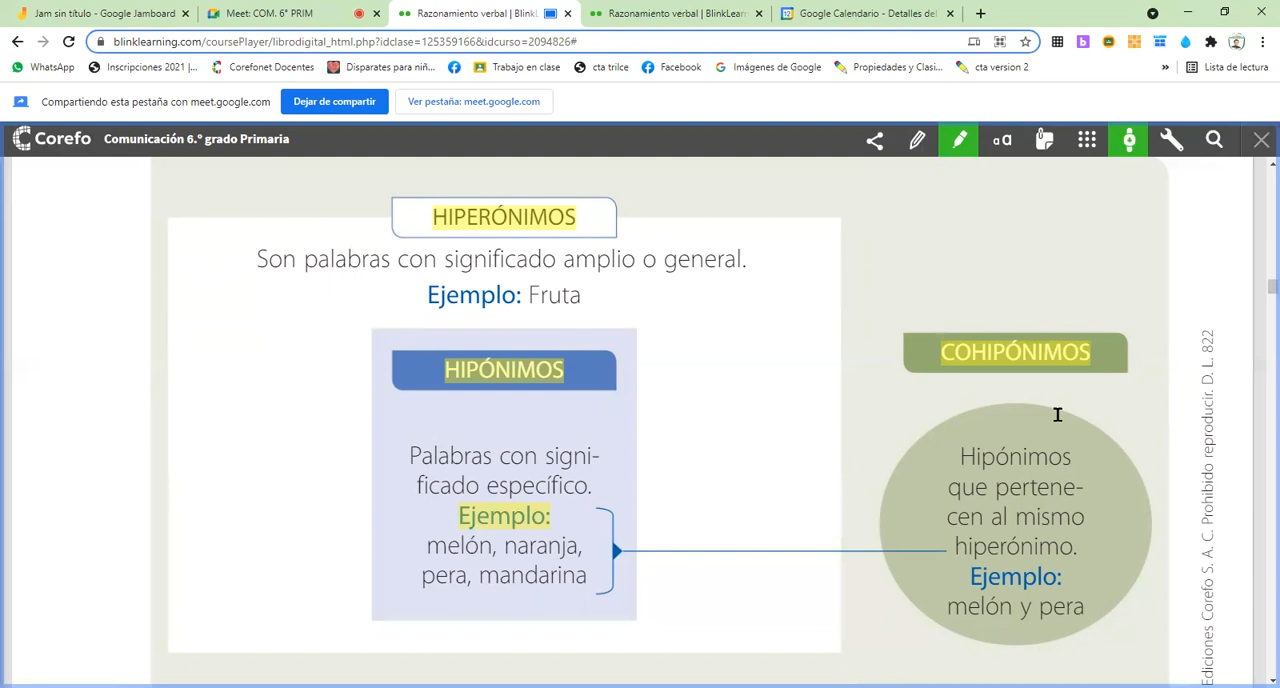 Jam sin título - Google Jamboard
Meet: COM. 6° PRIM
Razonamiento verbal | Blink
Razonamiento verbal | BlinkLear
Google Calendario - Detalles del
blinklearning.com/coursePlayer/librodigital_html.php?idclase=125359166&idcurso=2094826#
WhatsApp
Inscripciones 2021 |...
Corefonet Docentes
Disparates para niñ...
Trabajo en clase
cta trilce
Facebook
Imágenes de Google
Propiedades y Clasi...
cta version 2
»
Lista de lectura
Compartiendo esta pestaña con meet.google.com
Dejar de compartir
Ver pestaña: meet.google.com
Corefo
Comunicación 6.º grado Primaria
aa
HIPERÓNIMOS
Son palabras con significado amplio o general.
Ejemplo: Fruta
HIPÓNIMOS
Palabras con signi-
ficado específico.
Ejemplo:
melón, naranja,
pera, mandarina
COHIPÓNIMOS
Hipónimos
que pertene-
cen al mismo
hiperónimo.
Ejemplo:
melón y pera
Ediciones Corefo S. A. C. Prohibido reproducir. D. L. 822